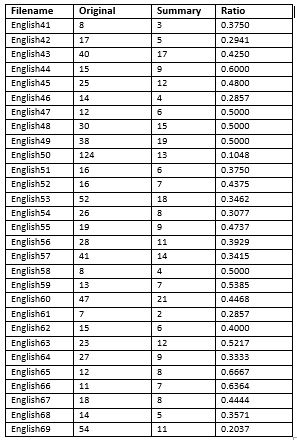 Filename Original Summary Ratio
English41 8 3 0.3750
English42 17 5 0.2941
English43 40 17 0.4250
English44 15 9 0.6000
English45 25 12 0.4800
English46 14 4 0.2857
English47 12 6 0.5000
English48 30 15 0.5000
English49 38 19 0.5000
English50 124 13 0.1048
English51 16 6 0.3750
English52 16 7 0.4375
English53 52 18 0.3462
English54 26 8 0.3077
English55 19 9 0.4737
English56 28 11 0.3929
English57 41 14 0.3415
English58 8 4 0.5000
English59 13 7 0.5385
English60 47 21 0.4468
English61 7 2 0.2857
English62 15 6 0.4000
English63 23 12 0.5217
English64 27 9 0.3333
English65 12 8 0.6667
English66 11 7 0.6364
English67 18 8 0.4444
English68 14 5 0.3571
English69 54 11 0.2037